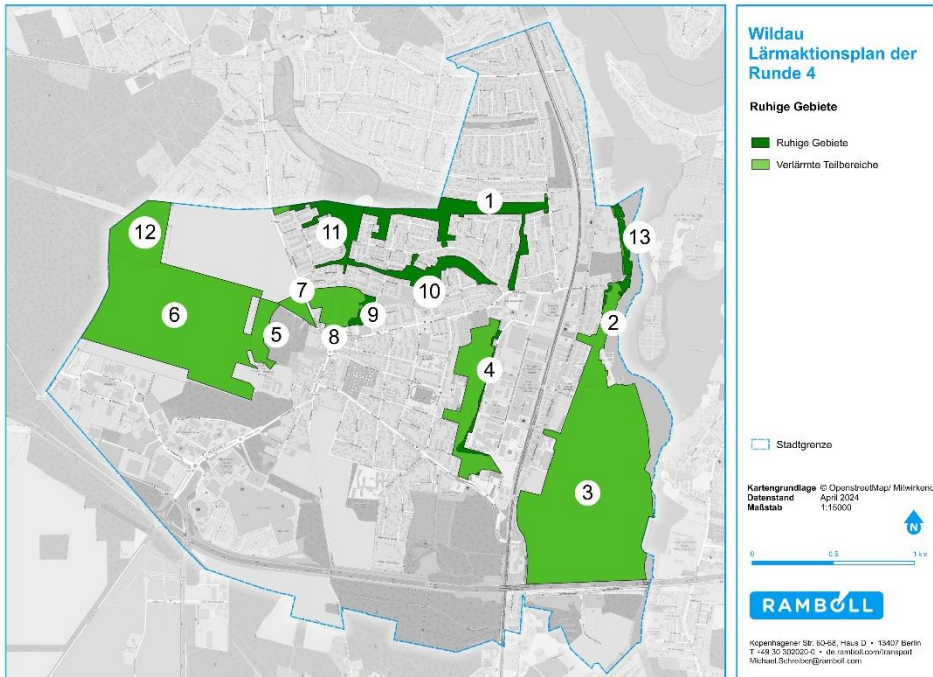 Wildau
Lärmaktionsplan der
Runde 4
Ruhige Gebiete
Ruhige Gebiete
Verlärmte Teilbereiche
Stadtgrenze
Kartengrundlage © OpenstreetMap/ Mitwirkend
Datenstand April 2024
Maßstab 1:15000
N
0 0,5 1 km
RAMBOLL
Kopenhagener Str. 60-68, Haus D • 13407 Berlin
T +49 30 302020-0 • de.ramboll.com/transport
Michael.Schreiber@ramboll.com
1
12
11
13
10
7
6
9
2
5
8
4
3